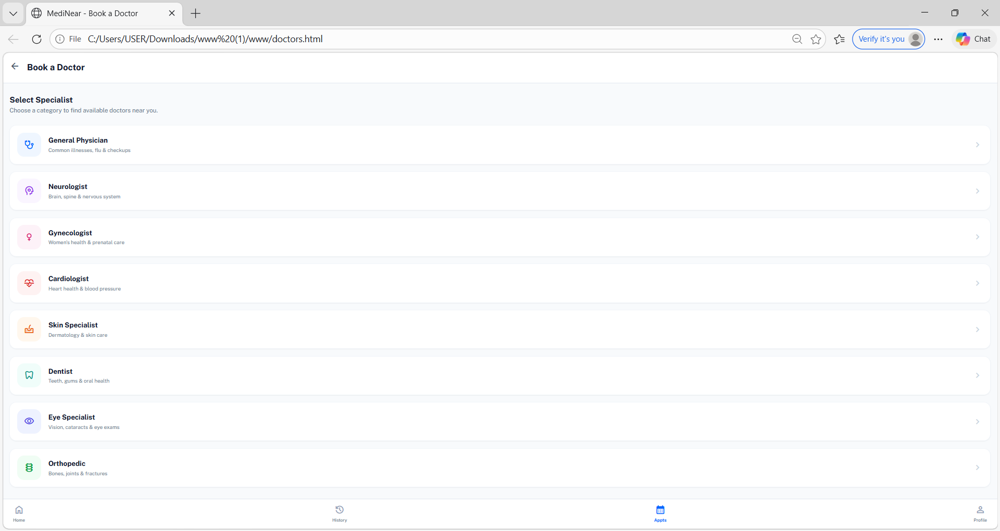 MediNear - Book a Doctor
File C:/Users/USER/Downloads/www%20(1)/www/doctors.html
Verify it's you
Chat
Book a Doctor
Select Specialist
Choose a category to find available doctors near you.
General Physician
Common illnesses, flu & checkups
Neurologist
Brain, spine & nervous system
Gynecologist
Women's health & prenatal care
Cardiologist
Heart health & blood pressure
Skin Specialist
Dermatology & skin care
Dentist
Teeth, gums & oral health
Eye Specialist
Vision, cataracts & eye exams
Orthopedic
Bones, joints & fractures
Home History Appts Profile